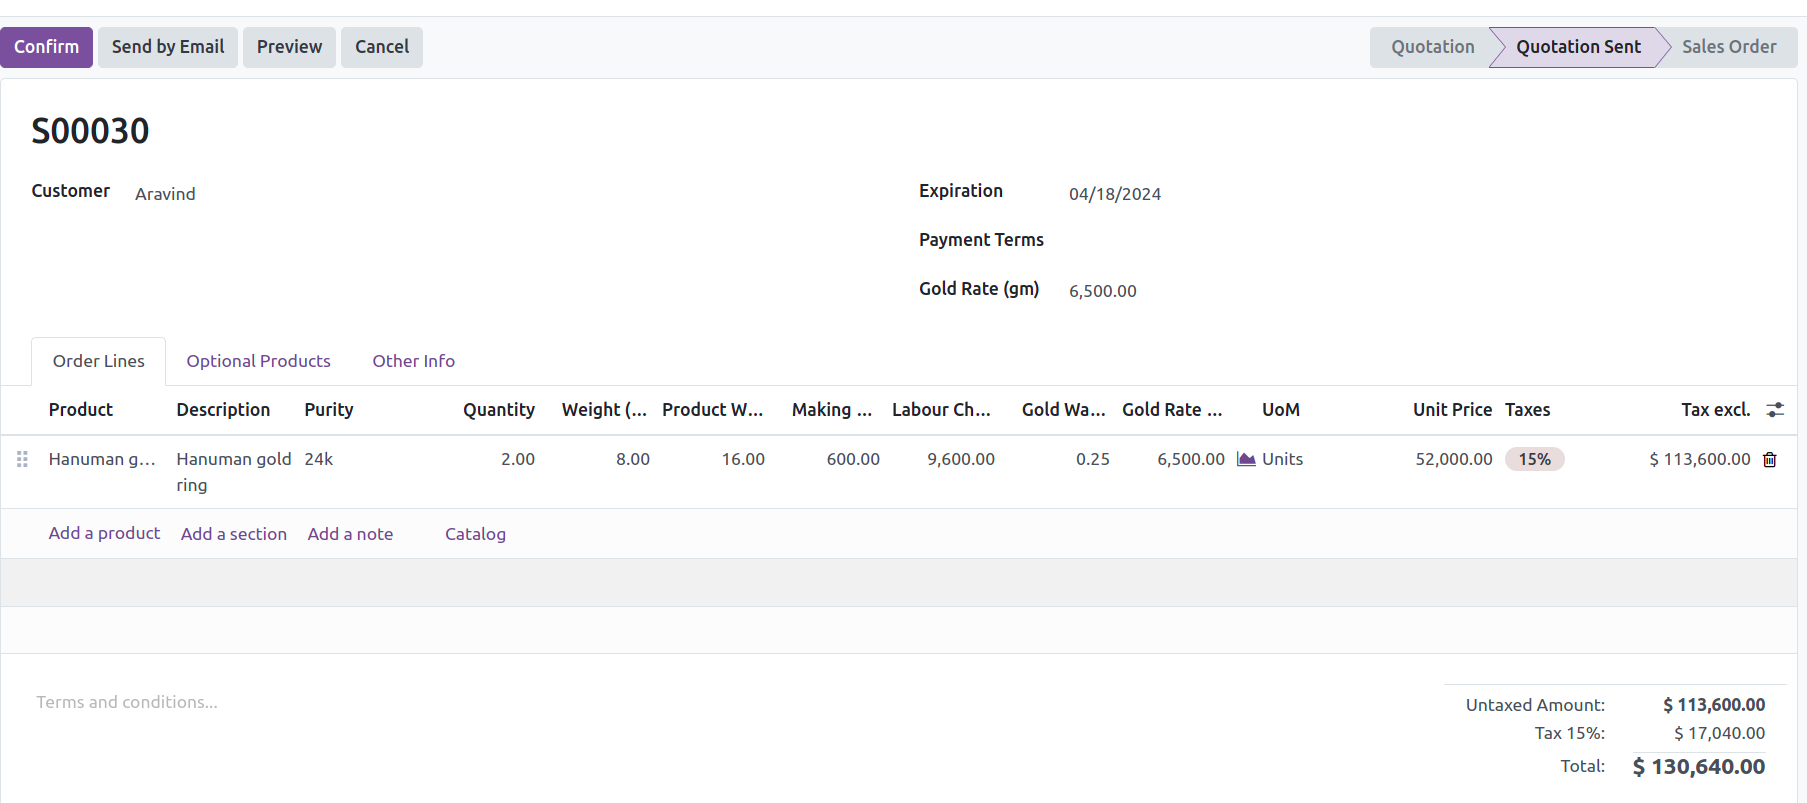 Confirm Send by Email Preview Cancel Quotation Quotation Sent Sales Order
S00030
Customer Aravind Expiration 04/18/2024
Payment Terms
Gold Rate (gm) 6,500.00
Order Lines Optional Products Other Info
Product Description Purity Quantity Weight (... Product W... Making ... Labour Ch... Gold Wa... Gold Rate ... UoM Unit Price Taxes Tax excl.
Hanuman g... Hanuman gold 24k 2.00 8.00 16.00 600.00 9,600.00 0.25 6,500.00 Units 52,000.00 15% $ 113,600.00
ring
Add a product Add a section Add a note Catalog
Terms and conditions... Untaxed Amount: $ 113,600.00
Tax 15%: $ 17,040.00
Total: $ 130,640.00